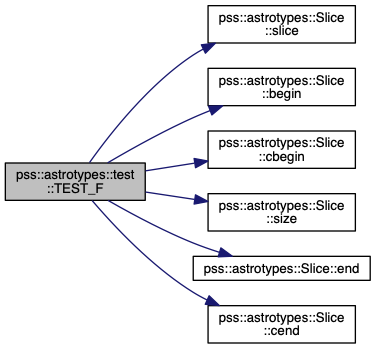 pss::astrotypes::Slice
::slice
pss::astrotypes::Slice
::begin
pss::astrotypes::Slice
::cbegin
pss::astrotypes::test
::TEST_F
pss::astrotypes::Slice
::size
pss::astrotypes::Slice::end
pss::astrotypes::Slice
::cend